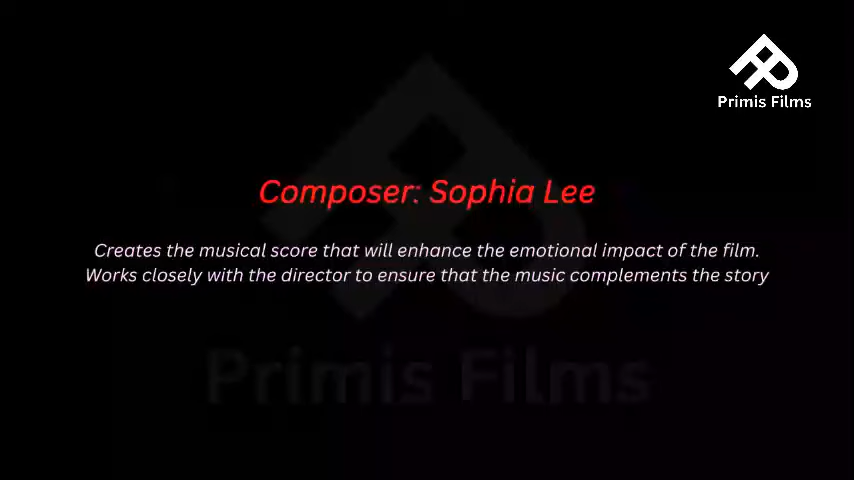 Primis Films
Composer: Sophia Lee
Creates the musical score that will enhance the emotional impact of the film.
Works closely with the director to ensure that the music complements the story
Primis Films